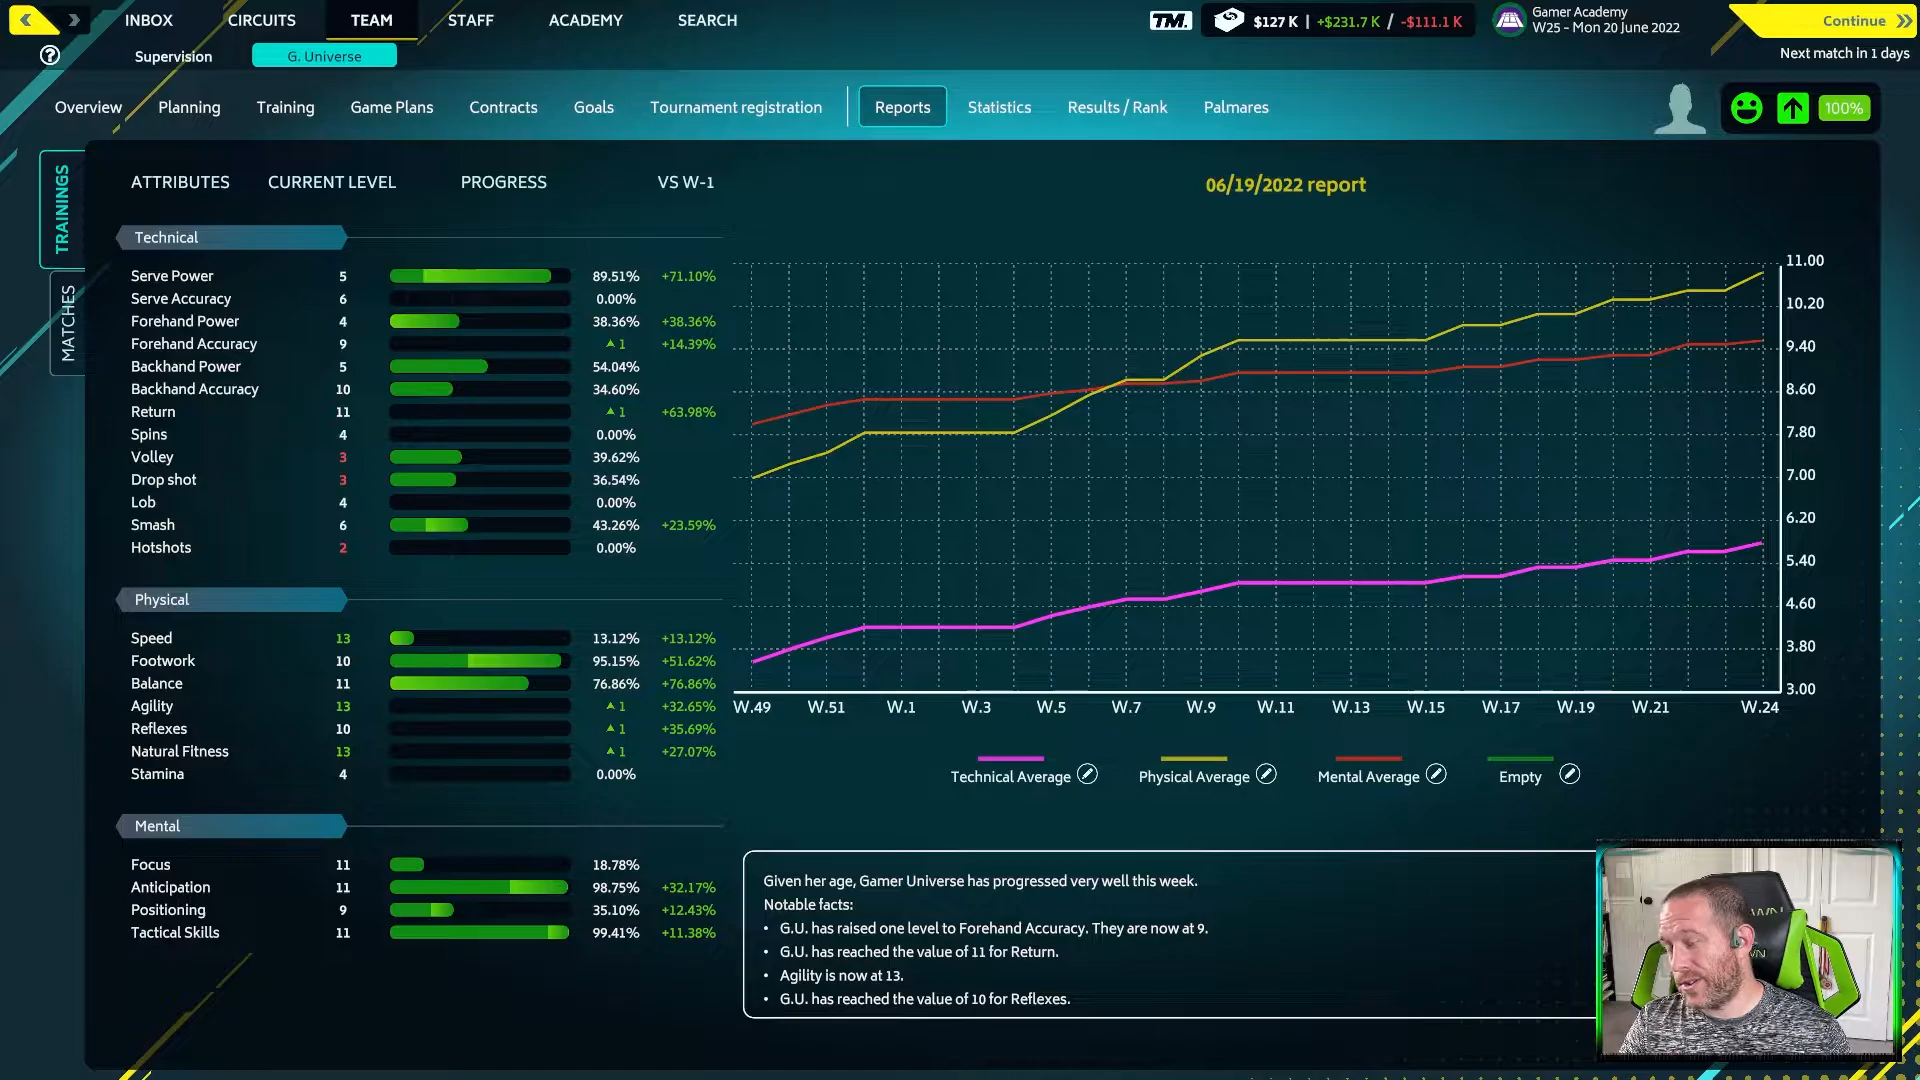 INBOX CIRCUITS TEAM STAFF ACADEMY SEARCH
TM. $127 K | +$231.7 K / -$111.1 K
Gamer Academy
W25 - Mon 20 June 2022
Continue
Next match in 1 days
? Supervision G. Universe
Overview Planning Training Game Plans Contracts Goals Tournament registration Reports Statistics Results / Rank Palmares 100%
TRAININGS
MATCHES
ATTRIBUTES CURRENT LEVEL PROGRESS VS W-1
Technical
Serve Power 5 89.51% +71.10%
Serve Accuracy 6 0.00%
Forehand Power 4 38.36% +38.36%
Forehand Accuracy 9 1 +14.39%
Backhand Power 5 54.04%
Backhand Accuracy 10 34.60%
Return 11 1 +63.98%
Spins 4 0.00%
Volley 3 39.62%
Drop shot 3 36.54%
Lob 4 0.00%
Smash 6 43.26% +23.59%
Hotshots 2 0.00%
Physical
Speed 13 13.12% +13.12%
Footwork 10 95.15% +51.62%
Balance 11 76.86% +76.86%
Agility 13 1 +32.65%
Reflexes 10 1 +35.69%
Natural Fitness 13 1 +27.07%
Stamina 4 0.00%
Mental
Focus 11 18.78%
Anticipation 11 98.75% +32.17%
Positioning 9 35.10% +12.43%
Tactical Skills 11 99.41% +11.38%
06/19/2022 report
11.00
10.20
9.40
8.60
7.80
7.00
6.20
5.40
4.60
3.80
3.00
W.49 W.51 W.1 W.3 W.5 W.7 W.9 W.11 W.13 W.15 W.17 W.19 W.21 W.24
Technical Average Physical Average Mental Average Empty
Given her age, Gamer Universe has progressed very well this week.
Notable facts:
• G.U. has raised one level to Forehand Accuracy. They are now at 9.
• G.U. has reached the value of 11 for Return.
• Agility is now at 13.
• G.U. has reached the value of 10 for Reflexes.